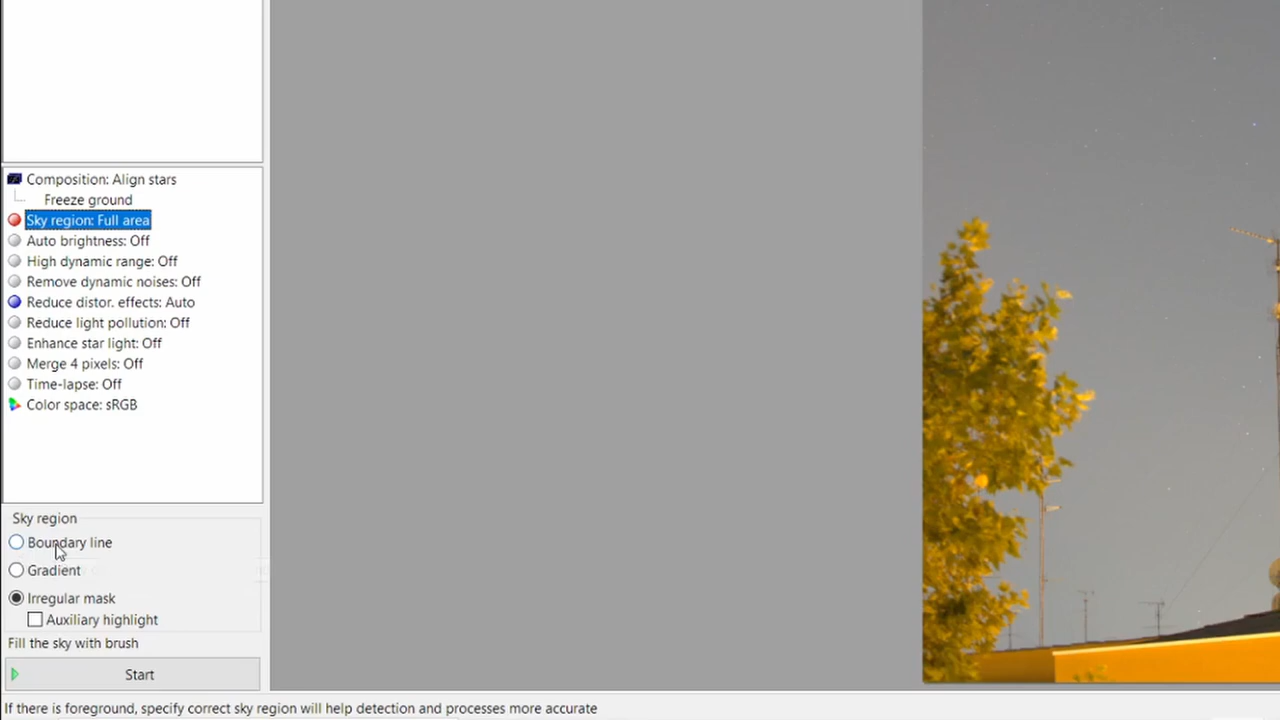 Composition: Align stars
Freeze ground
Sky region: Full area
Auto brightness: Off
High dynamic range: Off
Remove dynamic noises: Off
Reduce distor. effects: Auto
Reduce light pollution: Off
Enhance star light: Off
Merge 4 pixels: Off
Time-lapse: Off
Color space: sRGB
Sky region
Boundary line
Gradient
Irregular mask
Auxiliary highlight
Fill the sky with brush
Start
If there is foreground, specify correct sky region will help detection and processes more accurate